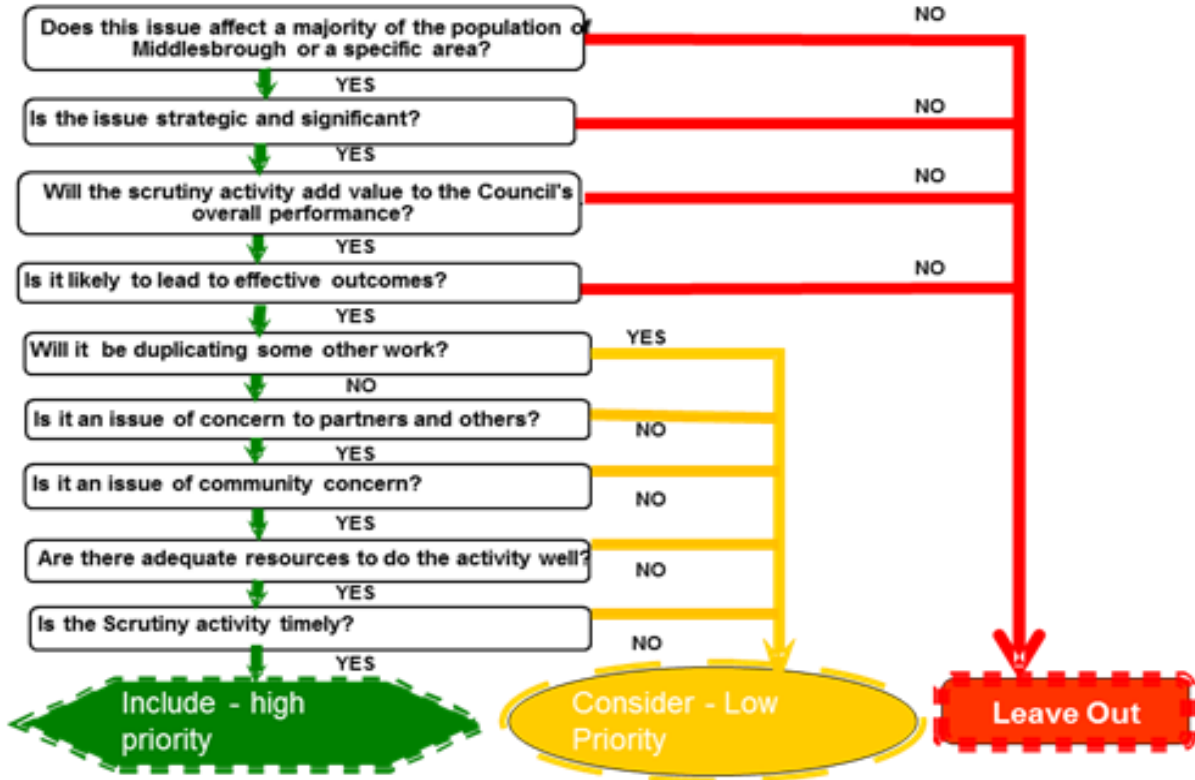 NO
Does this issue affect a majority of the population of
Middlesbrough or a specific area?
YES
Is the issue strategic and significant?
NO
YES
Will the scrutiny activity add value to the Council's
overall performance?
NO
YES
Is it likely to lead to effective outcomes?
NO
YES
Will it be duplicating some other work?
YES
NO
Is it an issue of concern to partners and others?
NO
YES
Is it an issue of community concern?
NO
YES
Are there adequate resources to do the activity well?
NO
YES
Is the Scrutiny activity timely?
NO
YES
Include - high
priority
Consider - Low
Priority
Leave Out